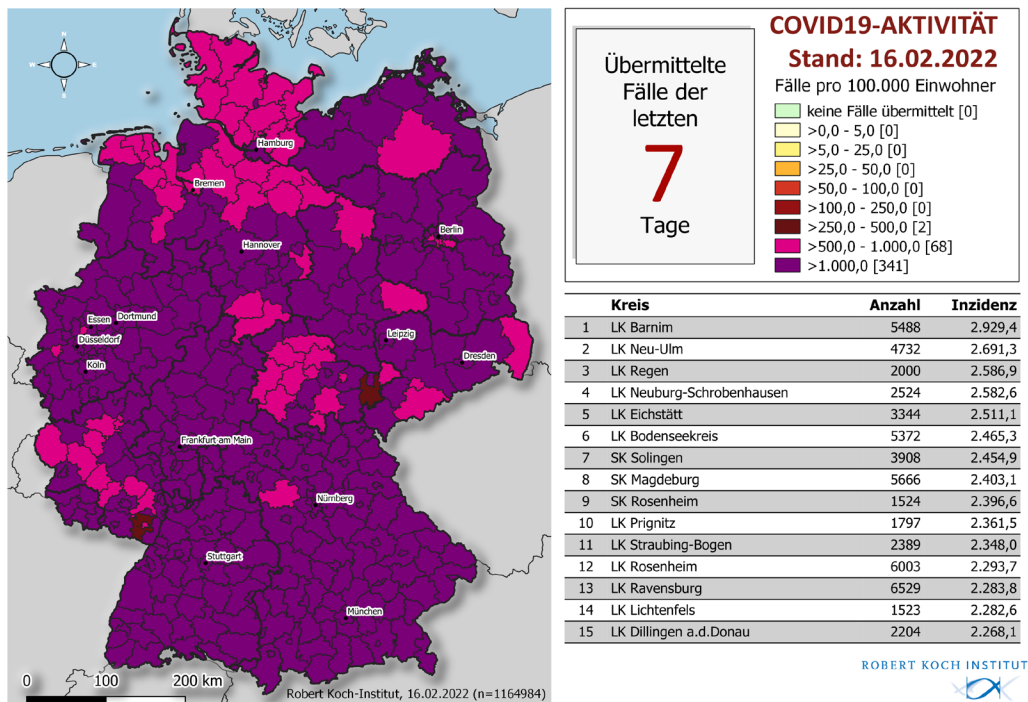 N
W
E
S
Hamburg
Bremen
Berlin
Hannover
Essen
Dortmund
Düsseldorf
Leipzig
Köln
Dresden
Frankfurt am Main
Nürnberg
Stuttgart
München
0 100 200 km
Robert Koch-Institut, 16.02.2022 (n=1164984)
Übermittelte
Fälle der
letzten
7
Tage
COVID19-AKTIVITÄT
Stand: 16.02.2022
Fälle pro 100.000 Einwohner
keine Fälle übermittelt [0]
>0,0 - 5,0 [0]
>5,0 - 25,0 [0]
>25,0 - 50,0 [0]
>50,0 - 100,0 [0]
>100,0 - 250,0 [0]
>250,0 - 500,0 [2]
>500,0 - 1.000,0 [68]
>1.000,0 [341]
Kreis Anzahl Inzidenz
1 LK Barnim 5488 2.929,4
2 LK Neu-Ulm 4732 2.691,3
3 LK Regen 2000 2.586,9
4 LK Neuburg-Schrobenhausen 2524 2.582,6
5 LK Eichstätt 3344 2.511,1
6 LK Bodenseekreis 5372 2.465,3
7 SK Solingen 3908 2.454,9
8 SK Magdeburg 5666 2.403,1
9 SK Rosenheim 1524 2.396,6
10 LK Prignitz 1797 2.361,5
11 LK Straubing-Bogen 2389 2.348,0
12 LK Rosenheim 6003 2.293,7
13 LK Ravensburg 6529 2.283,8
14 LK Lichtenfels 1523 2.282,6
15 LK Dillingen a.d.Donau 2204 2.268,1
ROBERT KOCH INSTITUT